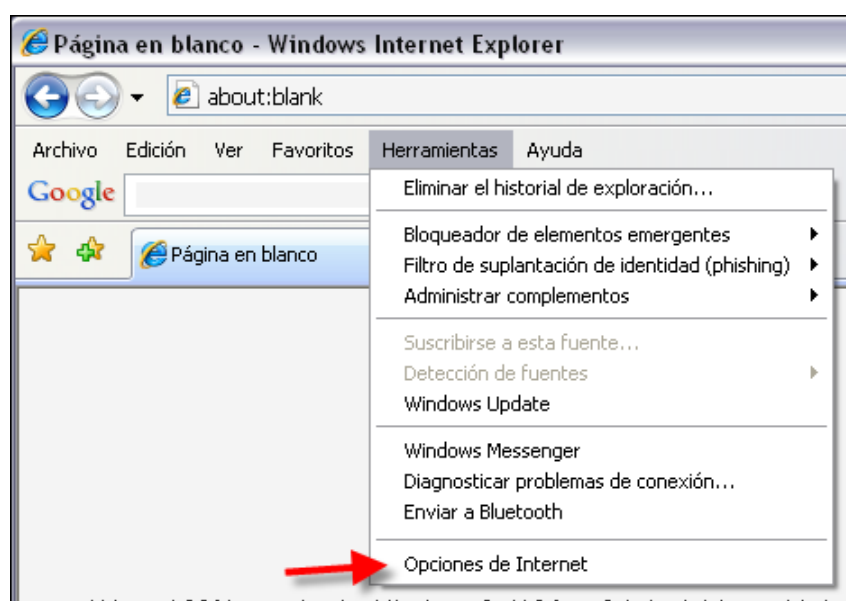 Página en blanco - Windows Internet Explorer
about:blank
Archivo Edición Ver Favoritos Herramientas Ayuda
Google
Página en blanco
Eliminar el historial de exploración...
Bloqueador de elementos emergentes
Filtro de suplantación de identidad (phishing)
Administrar complementos
Suscribirse a esta fuente...
Detección de fuentes
Windows Update
Windows Messenger
Diagnosticar problemas de conexión...
Enviar a Bluetooth
Opciones de Internet